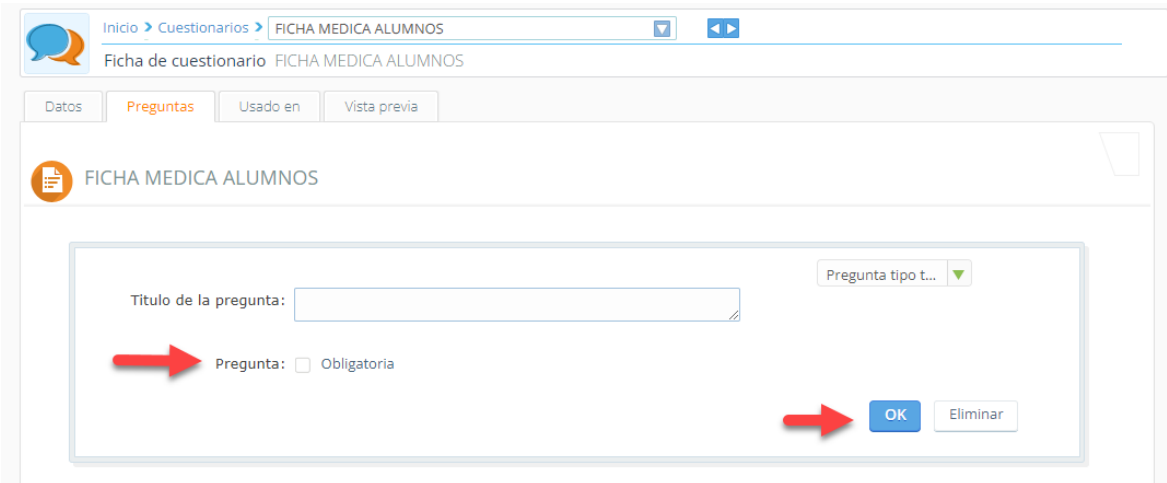 Inicio > Cuestionarios > FICHA MEDICA ALUMNOS
Ficha de cuestionario FICHA MEDICA ALUMNOS
Datos Preguntas Usado en Vista previa
FICHA MEDICA ALUMNOS
Pregunta tipo t...
Titulo de la pregunta:
Pregunta: Obligatoria
OK Eliminar